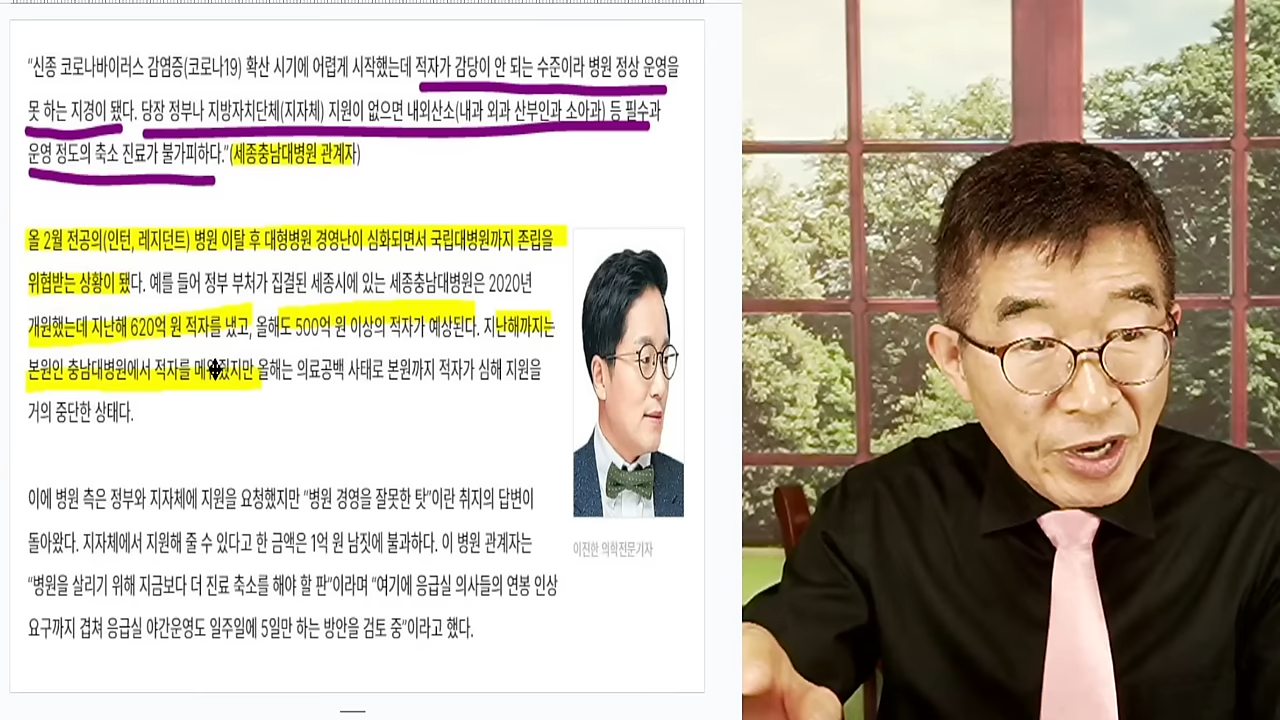 “신종 코로나바이러스 감염증(코로나19) 확산 시기에 어렵게 시작했는데 적자가 감당이 안 되는 수준이라 병원 정상 운영을
못 하는 지경이 됐다. 당장 정부나 지방자치단체(지자체) 지원이 없으면 내외산소(내과 외과 산부인과 소아과) 등 필수과
운영 정도의 축소 진료가 불가피하다.”(세종충남대병원 관계자)
올 2월 전공의(인턴, 레지던트) 병원 이탈 후 대형병원 경영난이 심화되면서 국립대병원까지 존립을
위협받는 상황이 됐다. 예를 들어 정부 부처가 집결된 세종시에 있는 세종충남대병원은 2020년
개원했는데 지난해 620억 원 적자를 냈고, 올해도 500억 원 이상의 적자가 예상된다. 지난해까지는
본원인 충남대병원에서 적자를 올해는 의료공백 사태로 본원까지 적자가 심해 지원을
거의 중단한 상태다.
이에 병원 측은 정부와 지자체에 지원을 요청했지만 “병원 경영을 잘못한 탓”이란 취지의 답변이
돌아왔다. 지자체에서 지원해 줄 수 있다고 한 금액은 1억 원 남짓에 불과하다. 이 병원 관계자는
“병원을 살리기 위해 지금보다 더 진료 축소를 해야 할 판”이라며 “여기에 응급실 의사들의 연봉 인상
요구까지 겹쳐 응급실 야간운영도 일주일에 5일만 하는 방안을 검토 중”이라고 했다.
이진한 의학전문기자